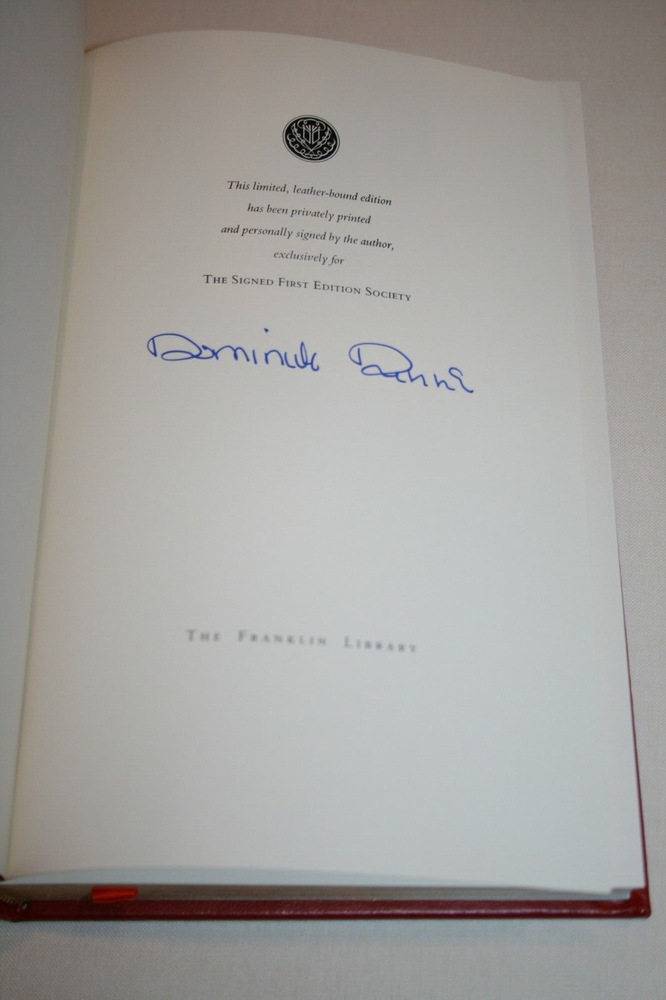 This limited, leather-bound edition
has been privately printed
and personally signed by the author,
exclusively for
THE SIGNED FIRST EDITION SOCIETY
Dominick Dunne
THE FRANKLIN LIBRARY